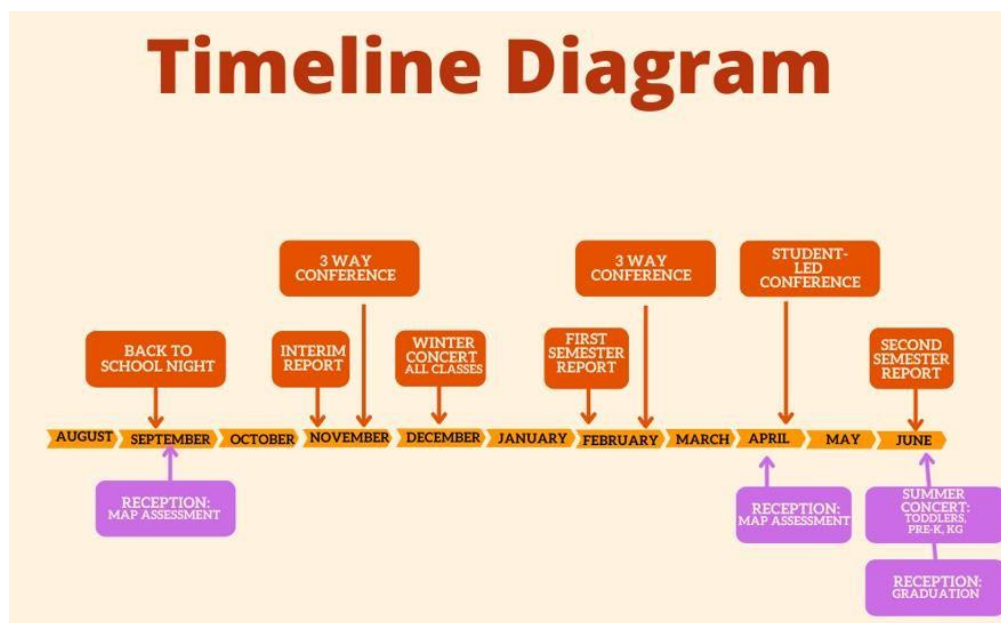 Timeline Diagram
3 WAY
CONFERENCE
3 WAY
CONFERENCE
STUDENT-
LED
CONFERENCE
BACK TO
SCHOOL NIGHT
INTERIM
REPORT
WINTER
CONCERT
ALL CLASSES
FIRST
SEMESTER
REPORT
SECOND
SEMESTER
REPORT
AUGUST
SEPTEMBER
OCTOBER
NOVEMBER
DECEMBER
JANUARY
FEBRUARY
MARCH
APRIL
MAY
JUNE
RECEPTION:
MAP ASSESSMENT
RECEPTION:
MAP ASSESSMENT
SUMMER
CONCERT:
TODDLERS,
PRE-K, KG
RECEPTION:
GRADUATION